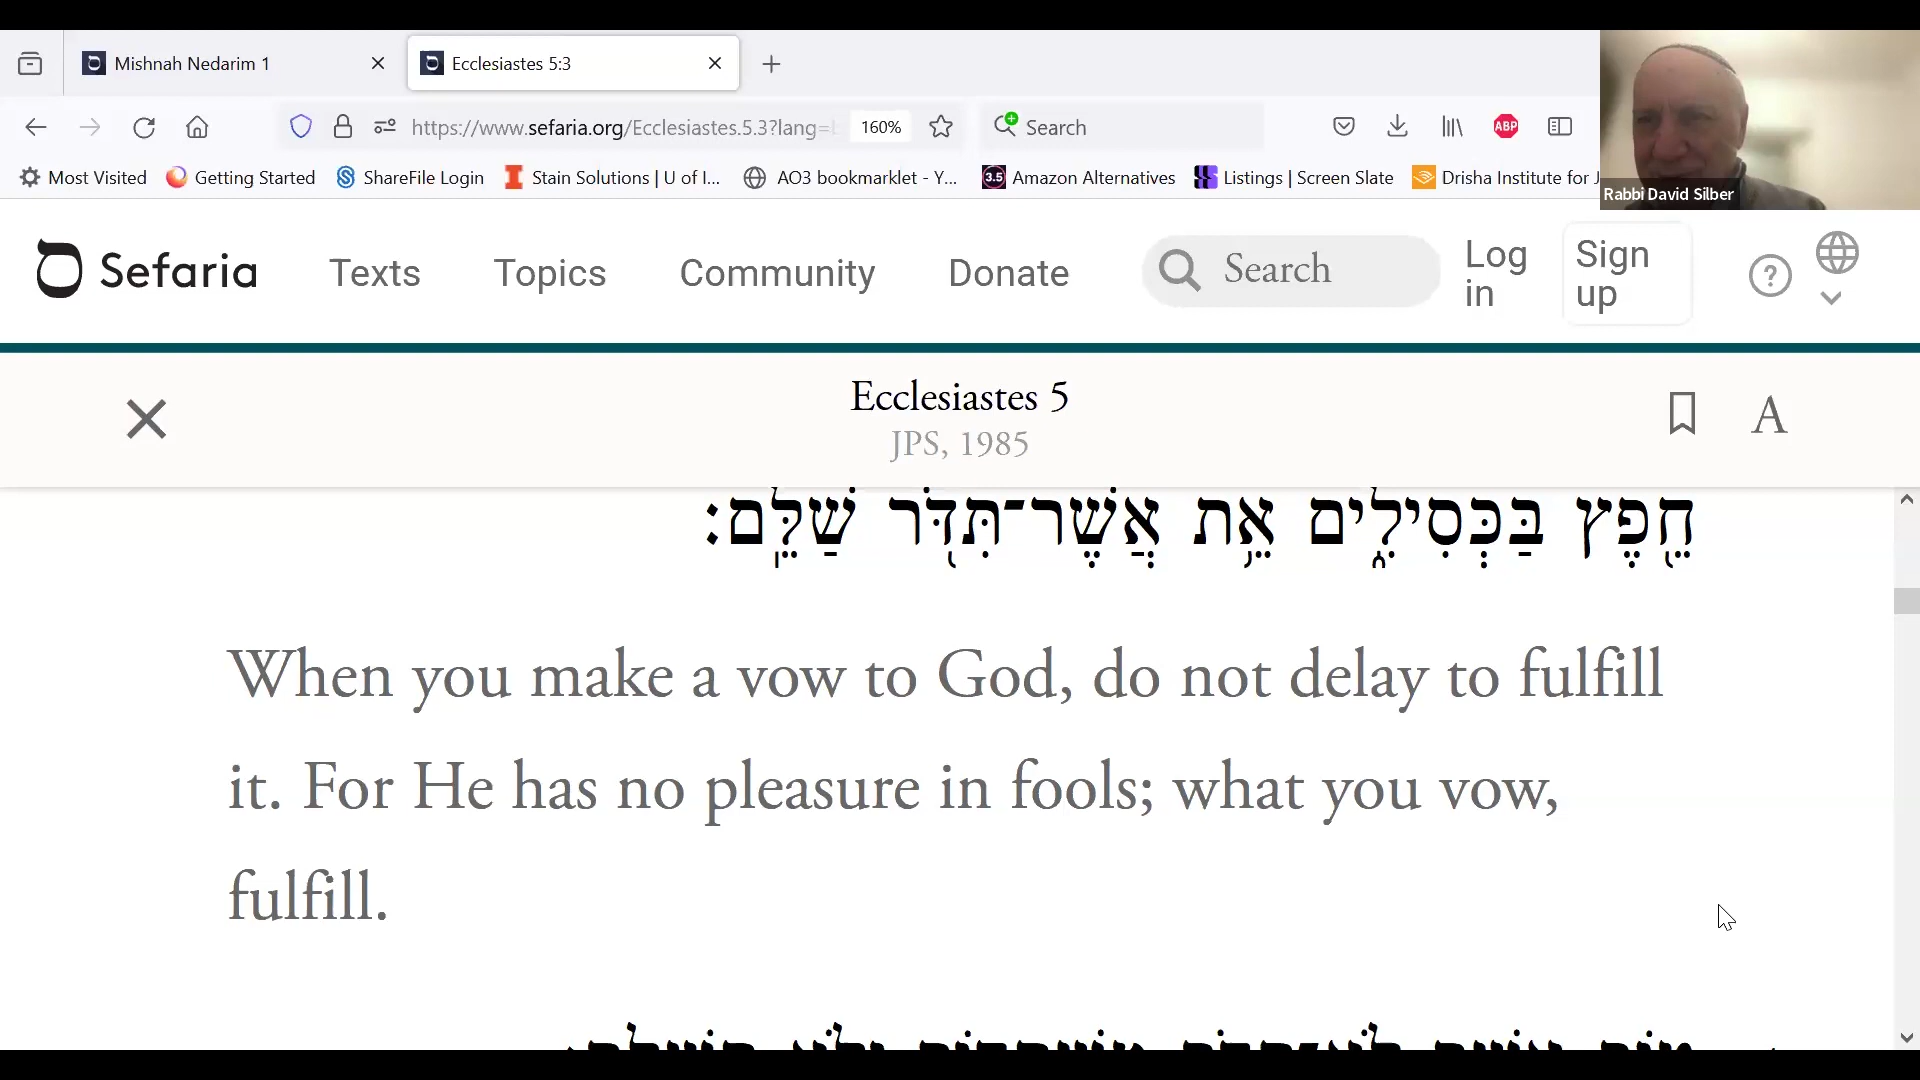 Mishnah Nedarim 1
Ecclesiastes 5:3
https://www.sefaria.org/Ecclesiastes.5.3?lang=
160%
Search
ABP
Most Visited
Getting Started
ShareFile Login
Stain Solutions | U of I...
AO3 bookmarklet - Y...
3.5 Amazon Alternatives
Listings | Screen Slate
Drisha Institute for
Rabbi David Silber
Sefaria
Texts
Topics
Community
Donate
Search
Log in
Sign up
Ecclesiastes 5
JPS, 1985
A
חֵ֖פֶץ בַּכְּסִילִ֑ים אֵ֥ת אֲשֶׁר־תִּדֹּ֖ר שַׁלֵּֽם׃
When you make a vow to God, do not delay to fulfill
it. For He has no pleasure in fools; what you vow,
fulfill.